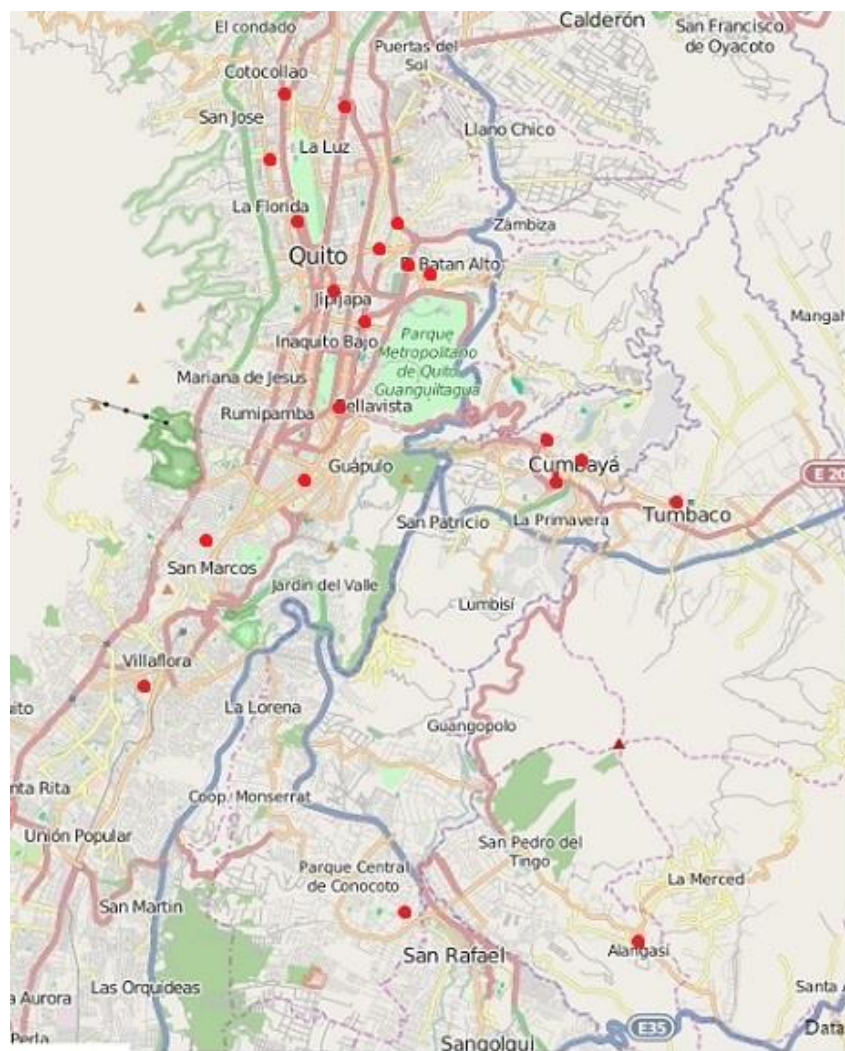 El condado
Calderón
San Francisco
de Oyacoto
Puertas del
Sol
Cotocollao
San Jose
La Luz
Llano Chico
La Florida
Zámbiza
Quito
Batan Alto
Jipijapa
Mangah
Inaquito Bajo
Parque
Metropolitano
de Quito
Guanguiltagua
Mariana de Jesus
Rumipamba
Bellavista
Guápulo
Cumbayá
E 20
San Patricio
La Primavera
Tumbaco
San Marcos
Jardin del Valle
Lumbisí
Villaflora
ito
La Lorena
Guangopolo
nta Rita
Coop. Monserrat
Unión Popular
San Pedro del
Tingo
Parque Central
de Conocoto
La Merced
San Martin
San Rafael
Alangasí
Las Orquideas
a Aurora
Santa
E35
Data
Perla
Sangolqui